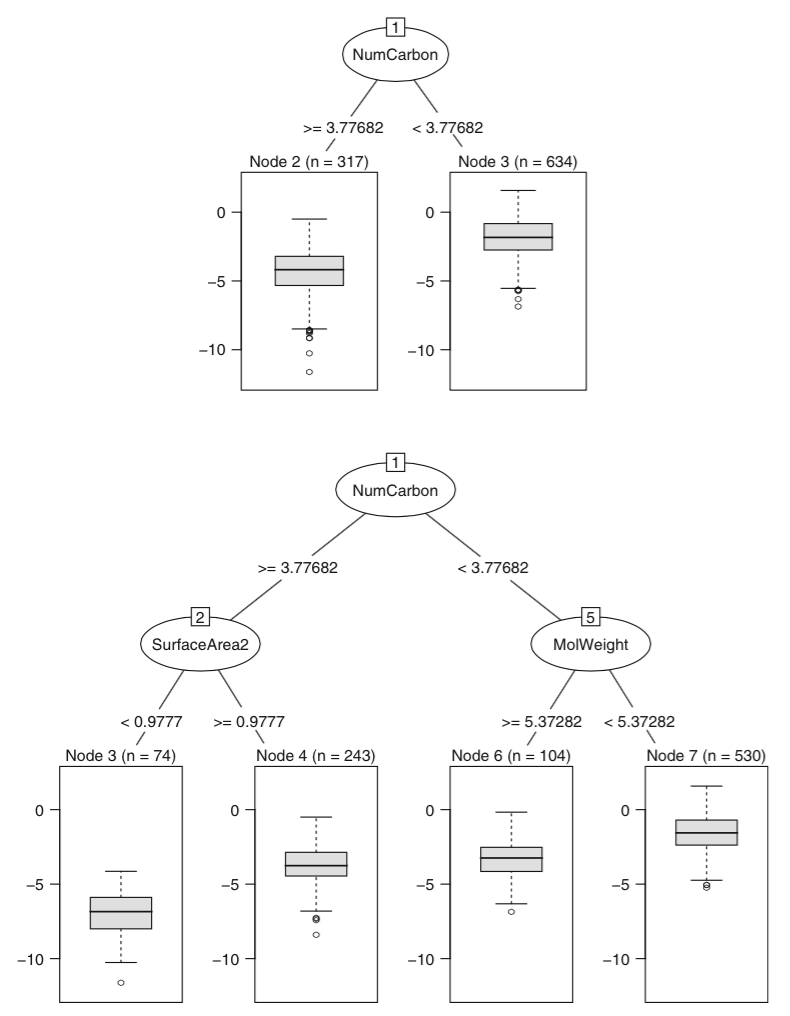 1
NumCarbon
>= 3.77682 < 3.77682
Node 2 (n = 317) Node 3 (n = 634)
0 0
−5 −5
−10 −10
1
NumCarbon
>= 3.77682 < 3.77682
2 5
SurfaceArea2 MolWeight
< 0.9777 >= 0.9777 >= 5.37282 < 5.37282
Node 3 (n = 74) Node 4 (n = 243) Node 6 (n = 104) Node 7 (n = 530)
0 0 0 0
−5 −5 −5 −5
−10 −10 −10 −10